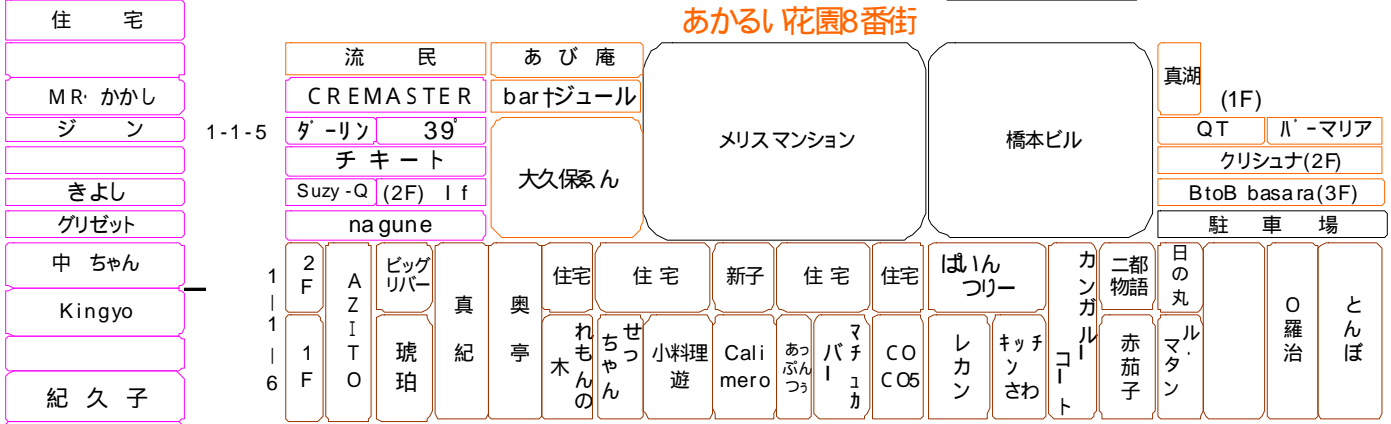 あかるい花園8番街
住 宅
MR·かかし
ジン
きよし
グリゼット
中 ちゃん
Kingyo
紀久子
1-1-5
流 民
CREMASTER
ダーリン
39°
チキート
Suzy-Q
(2F) If
nagune
あび庵
bar†ジュール
大久保ゑん
メリスマンション
橋本ビル
真湖
(1F)
QT
バーマリア
クリシュナ(2F)
BtoB basara(3F)
駐車場
1|1|6
2F
1F
AZITO
ビッグ
リバー
琥珀
真紀
奥亭
住宅
れもんの
木
住宅
せっ
ちゃん
小料理
遊
新子
Cali
mero
住宅
あっ
ぷん
つぅ
マチュカ
バー
住宅
CO
CO5
ぱいん
つりー
レカン
キッチ
ン
さわ
カンガルー
コート
二都
物語
赤茄子
日の丸
ル·
マタン
O羅治
とんぼ